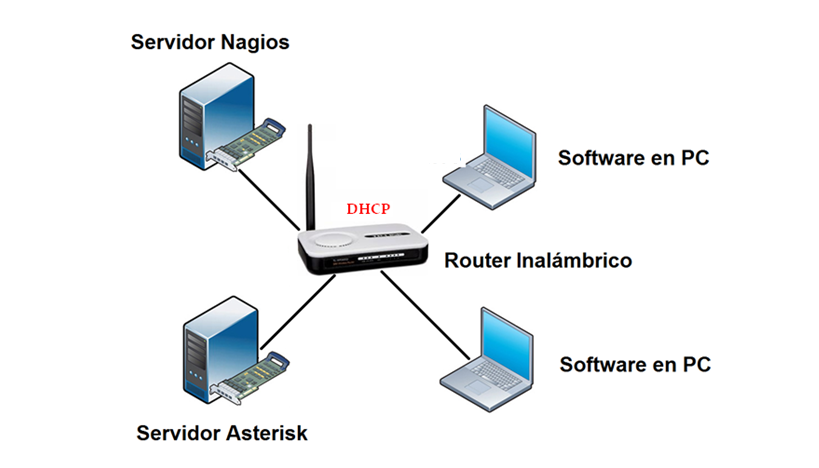 Servidor Nagios
Software en PC
DHCP
Router Inalámbrico
Software en PC
Servidor Asterisk